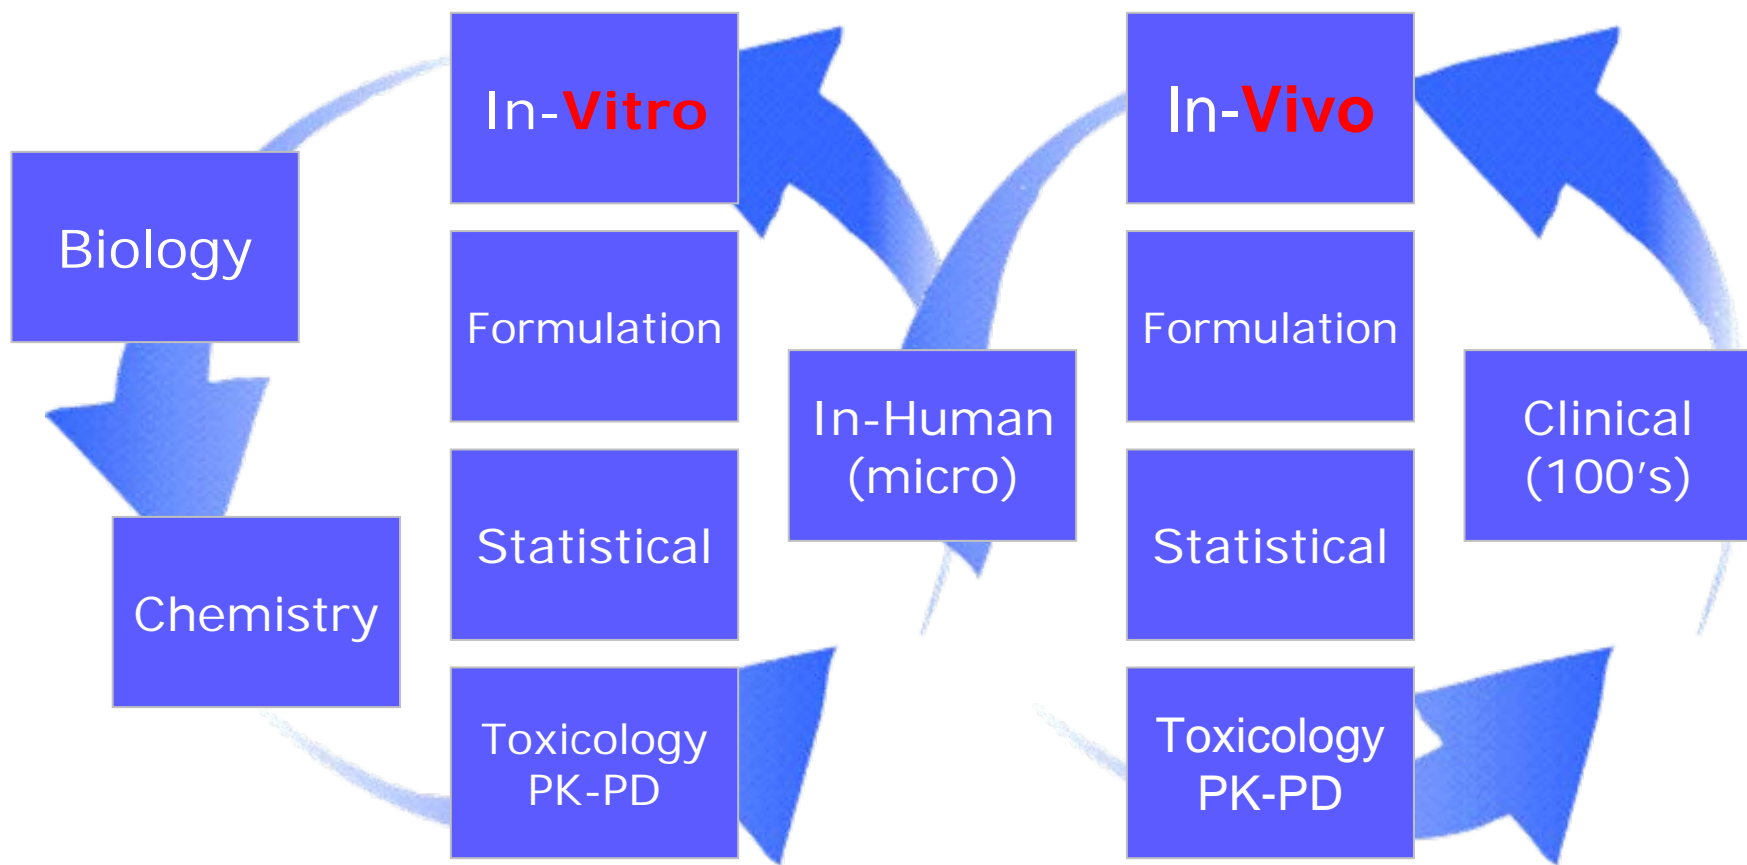 Biology
Chemistry
In-Vitro
Formulation
Statistical
Toxicology
PK-PD
In-Human
(micro)
In-Vivo
Formulation
Statistical
Toxicology
PK-PD
Clinical
(100's)